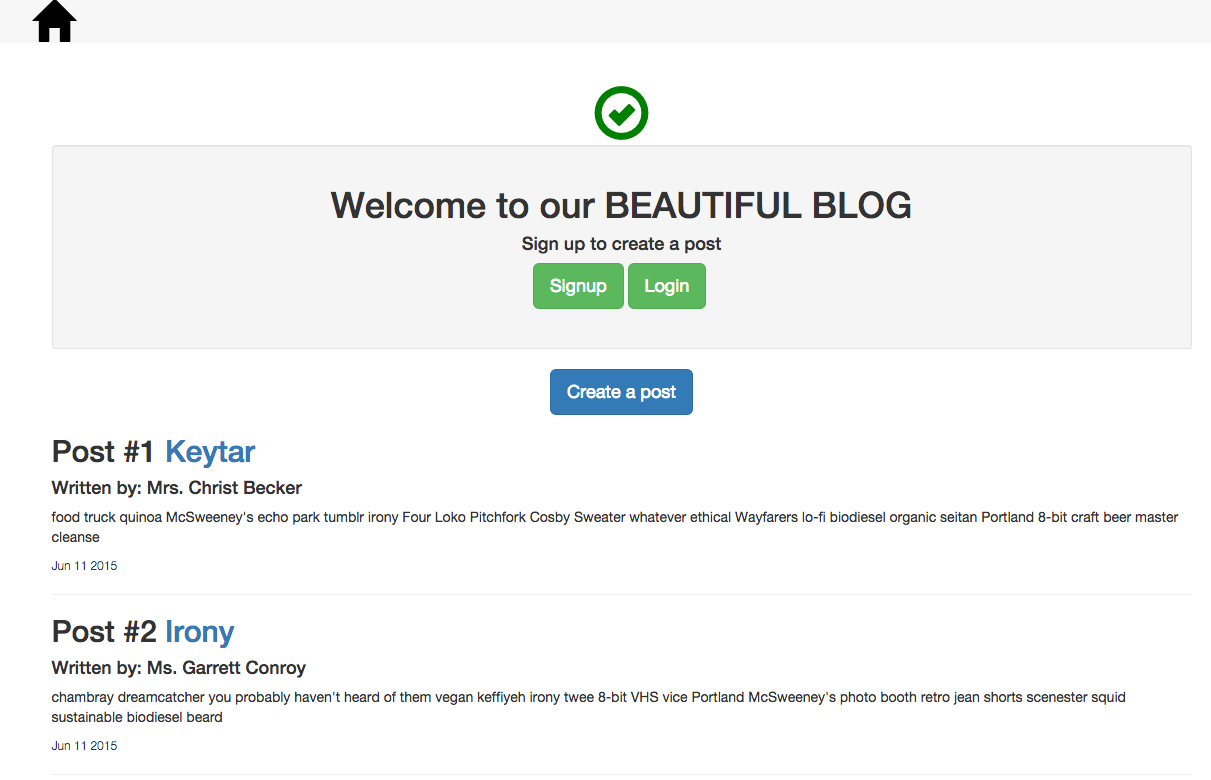 Welcome to our BEAUTIFUL BLOG
Sign up to create a post
Signup Login
Create a post
Post #1 Keytar
Written by: Mrs. Christ Becker
food truck quinoa McSweeney's echo park tumblr irony Four Loko Pitchfork Cosby Sweater whatever ethical Wayfarers lo-fi biodiesel organic seitan Portland 8-bit craft beer master
cleanse
Jun 11 2015
Post #2 Irony
Written by: Ms. Garrett Conroy
chambray dreamcatcher you probably haven't heard of them vegan keffiyeh irony twee 8-bit VHS vice Portland McSweeney's photo booth retro jean shorts scenester squid
sustainable biodiesel beard
Jun 11 2015